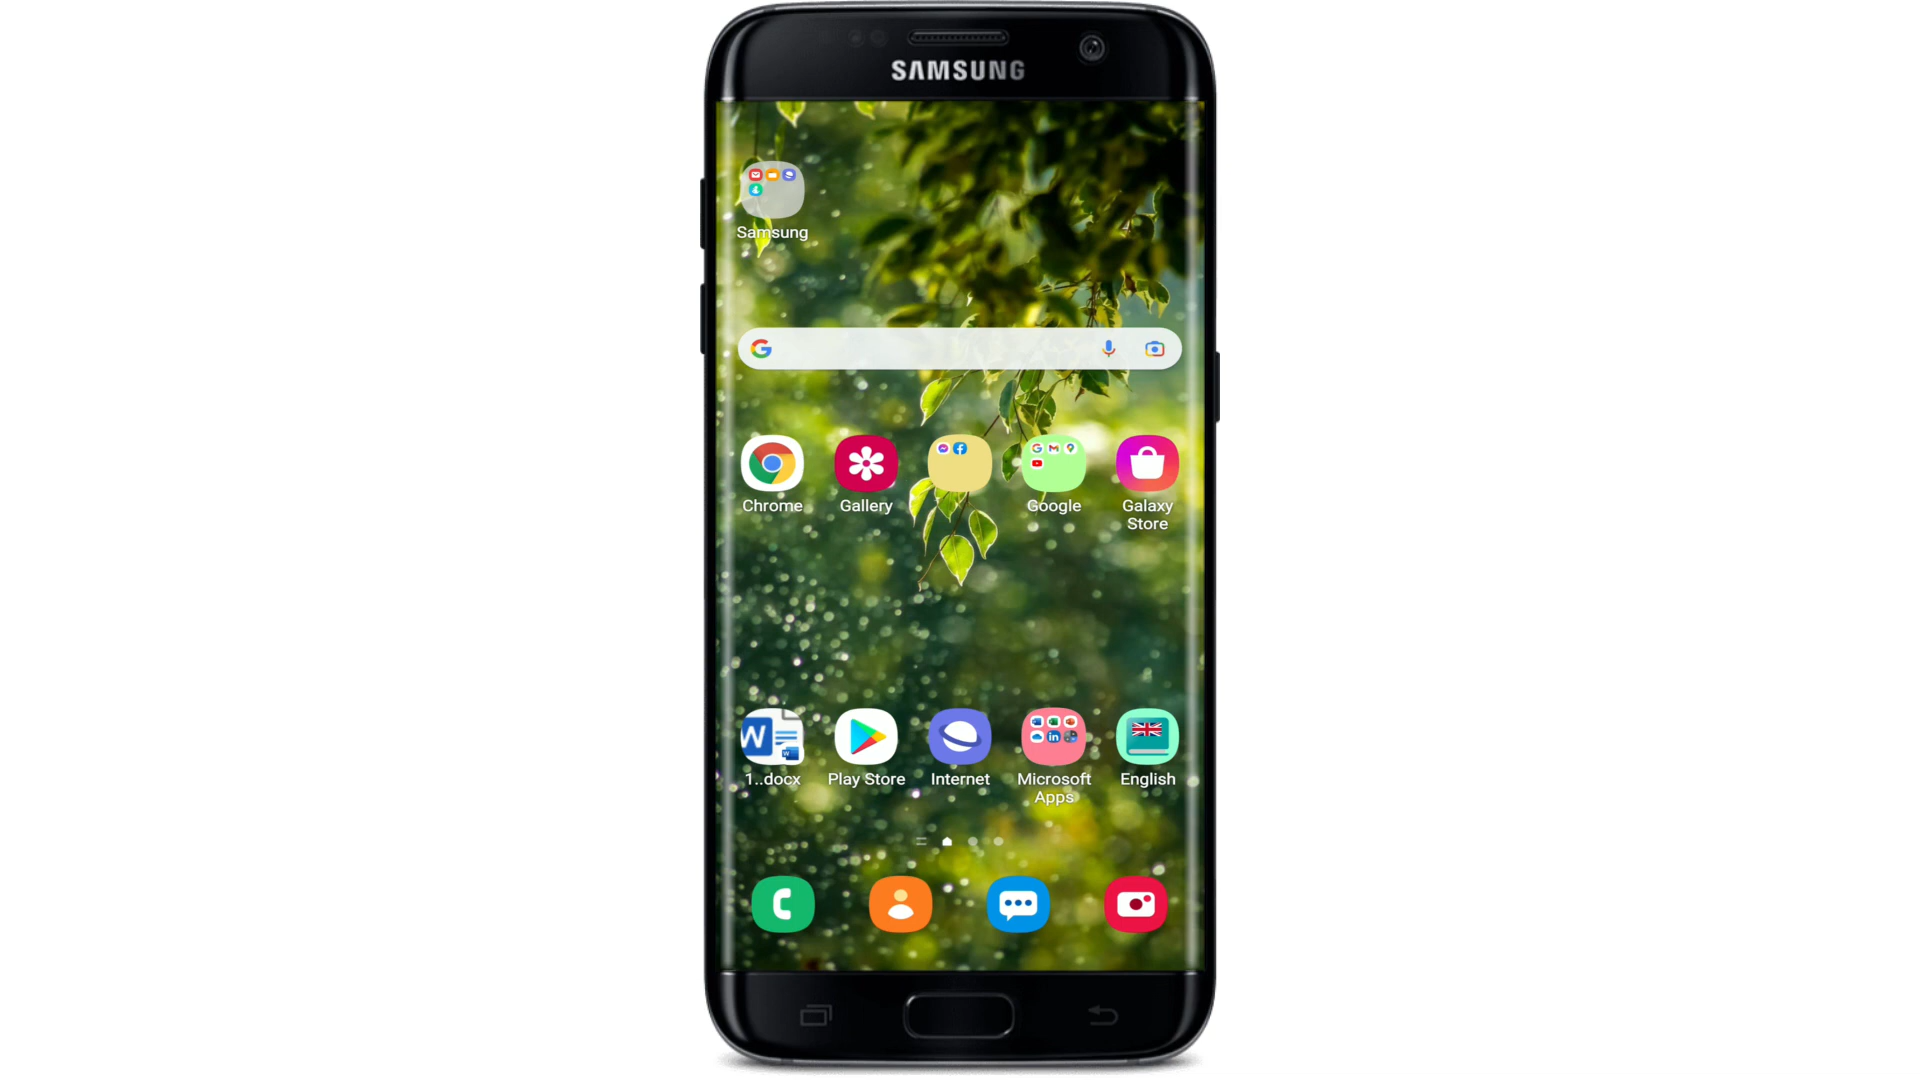 SAMSUNG
Samsung
Chrome
Gallery
Google
Galaxy
Store
1..docx
Play Store
Internet
Microsoft
Apps
English